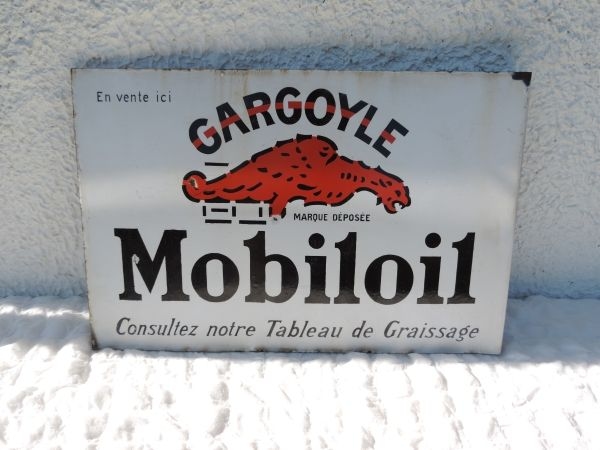 En vente ici
GARGOYLE
MARQUE DÉPOSÉE
Mobiloil
Consultez notre Tableau de Graissage